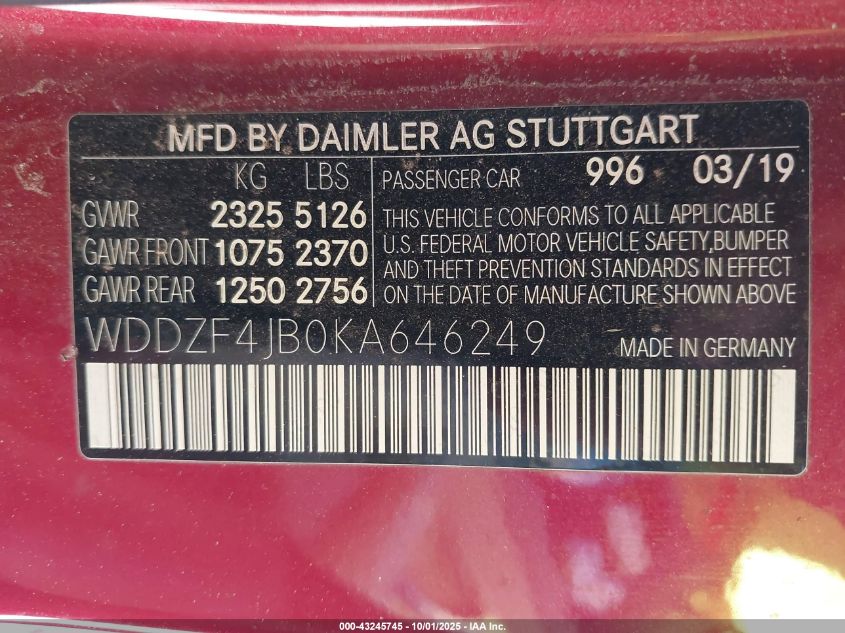 MFD BY DAIMLER AG STUTTGART
KG LBS
GVWR 2325 5126
GAWR FRONT 1075 2370
GAWR REAR 1250 2756
PASSENGER CAR 996 03/19
THIS VEHICLE CONFORMS TO ALL APPLICABLE
U.S. FEDERAL MOTOR VEHICLE SAFETY,BUMPER
AND THEFT PREVENTION STANDARDS IN EFFECT
ON THE DATE OF MANUFACTURE SHOWN ABOVE
WDDZF4JB0KA646249
MADE IN GERMANY
000-43245745 - 10/01/2025 - IAA Inc.